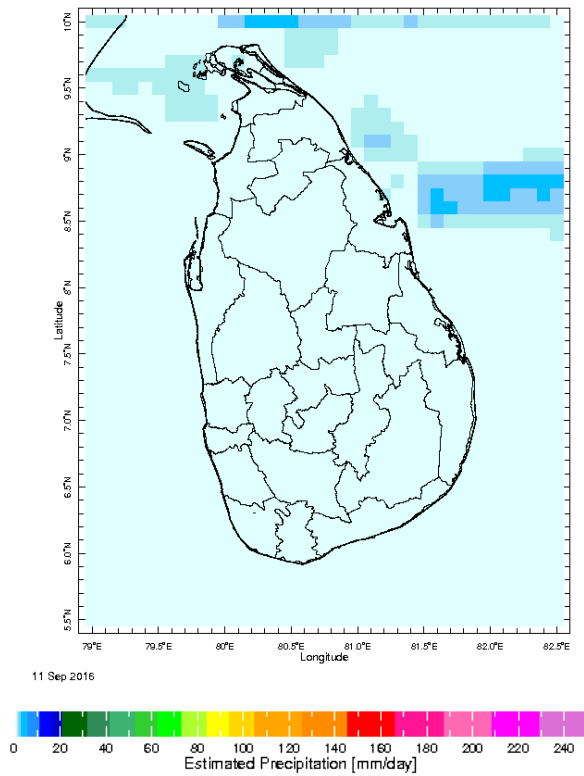 10°N
9.5°N
9°N
8.5°N
8°N
7.5°N
7.0°N
6.5°N
6.0°N
5.5°N
Latitude
79°E 79.5°E 80°E 80.5°E 81°E 81.5°E 82.0°E 82.5°E
Longitude
11 Sep 2016
0 20 40 60 80 100 120 140 160 180 200 220 240
Estimated Precipitation [mm/day]